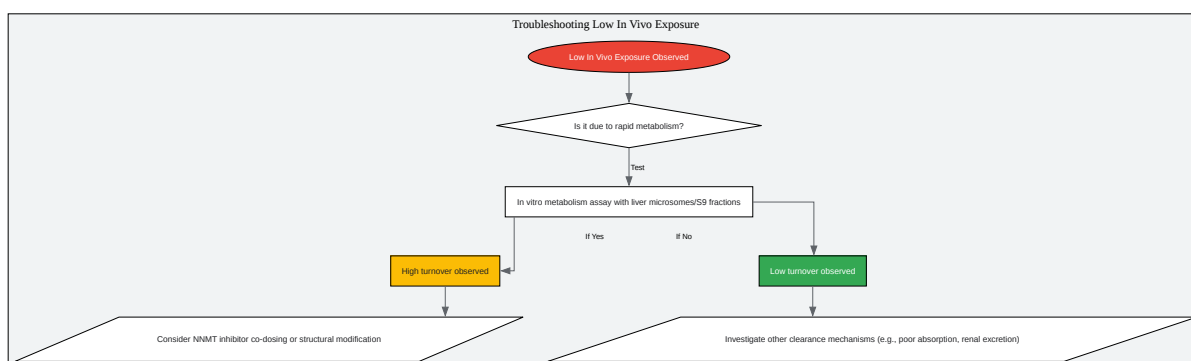 Troubleshooting Low In Vivo Exposure
Low In Vivo Exposure Observed
Is it due to rapid metabolism?
Test
In vitro metabolism assay with liver microsomes/S9 fractions
If Yes
If No
High turnover observed
Low turnover observed
Consider NNMT inhibitor co-dosing or structural modification
Investigate other clearance mechanisms (e.g., poor absorption, renal excretion)